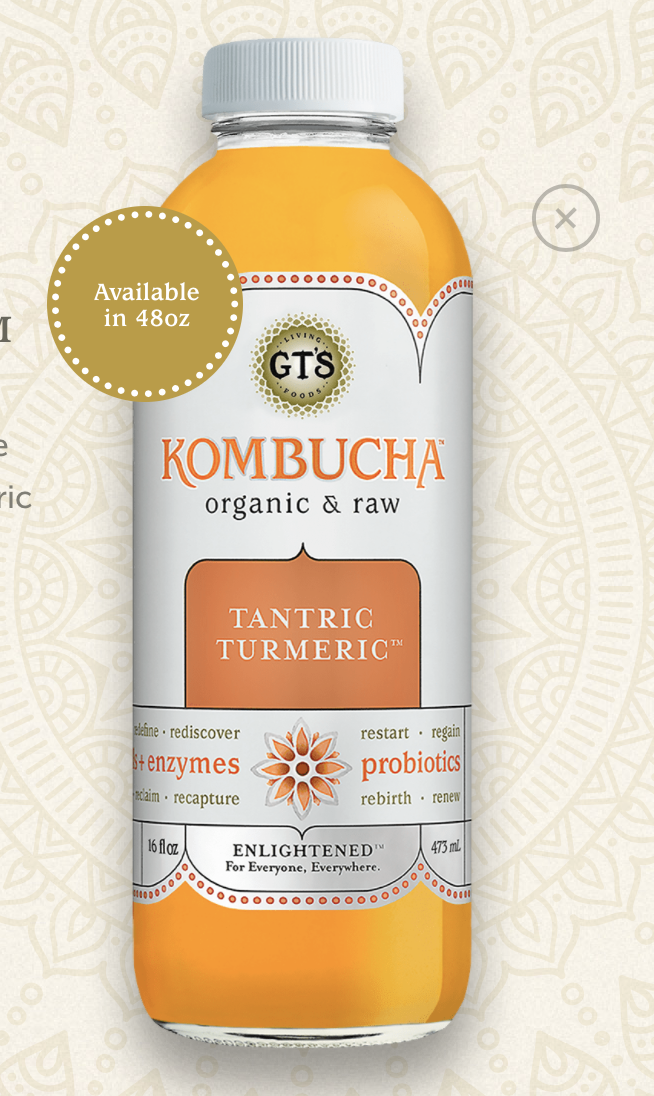 Available
in 48oz
M
e
ric
LIVING
GT'S
FOODS
KOMBUCHA™
organic & raw
TANTRIC
TURMERIC™
redefine · rediscover
restart · regain
s+enzymes
probiotics
reclaim · recapture
rebirth · renew
16 fl oz
ENLIGHTENED™
473 mL
For Everyone, Everywhere.